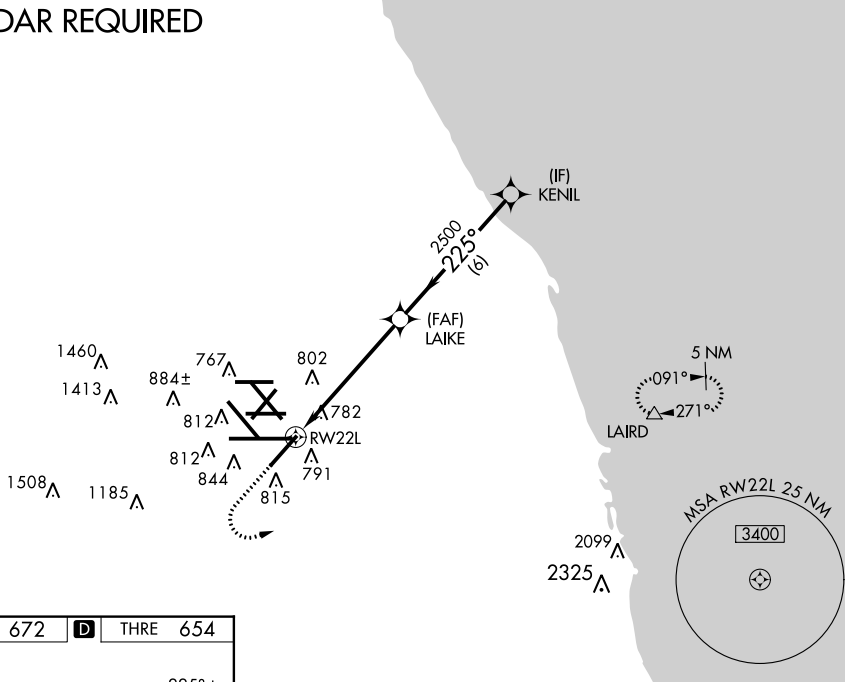 DAR REQUIRED
(IF)
KENIL
2500
225°
(6)
(FAF)
LAIKE
1460
1413
884±
767
802
812
782
RW22L
812
844
791
815
1508
1185
5 NM
091°
271°
LAIRD
MSA RW22L 25 NM
3400
2099
2325
672 D THRE 654